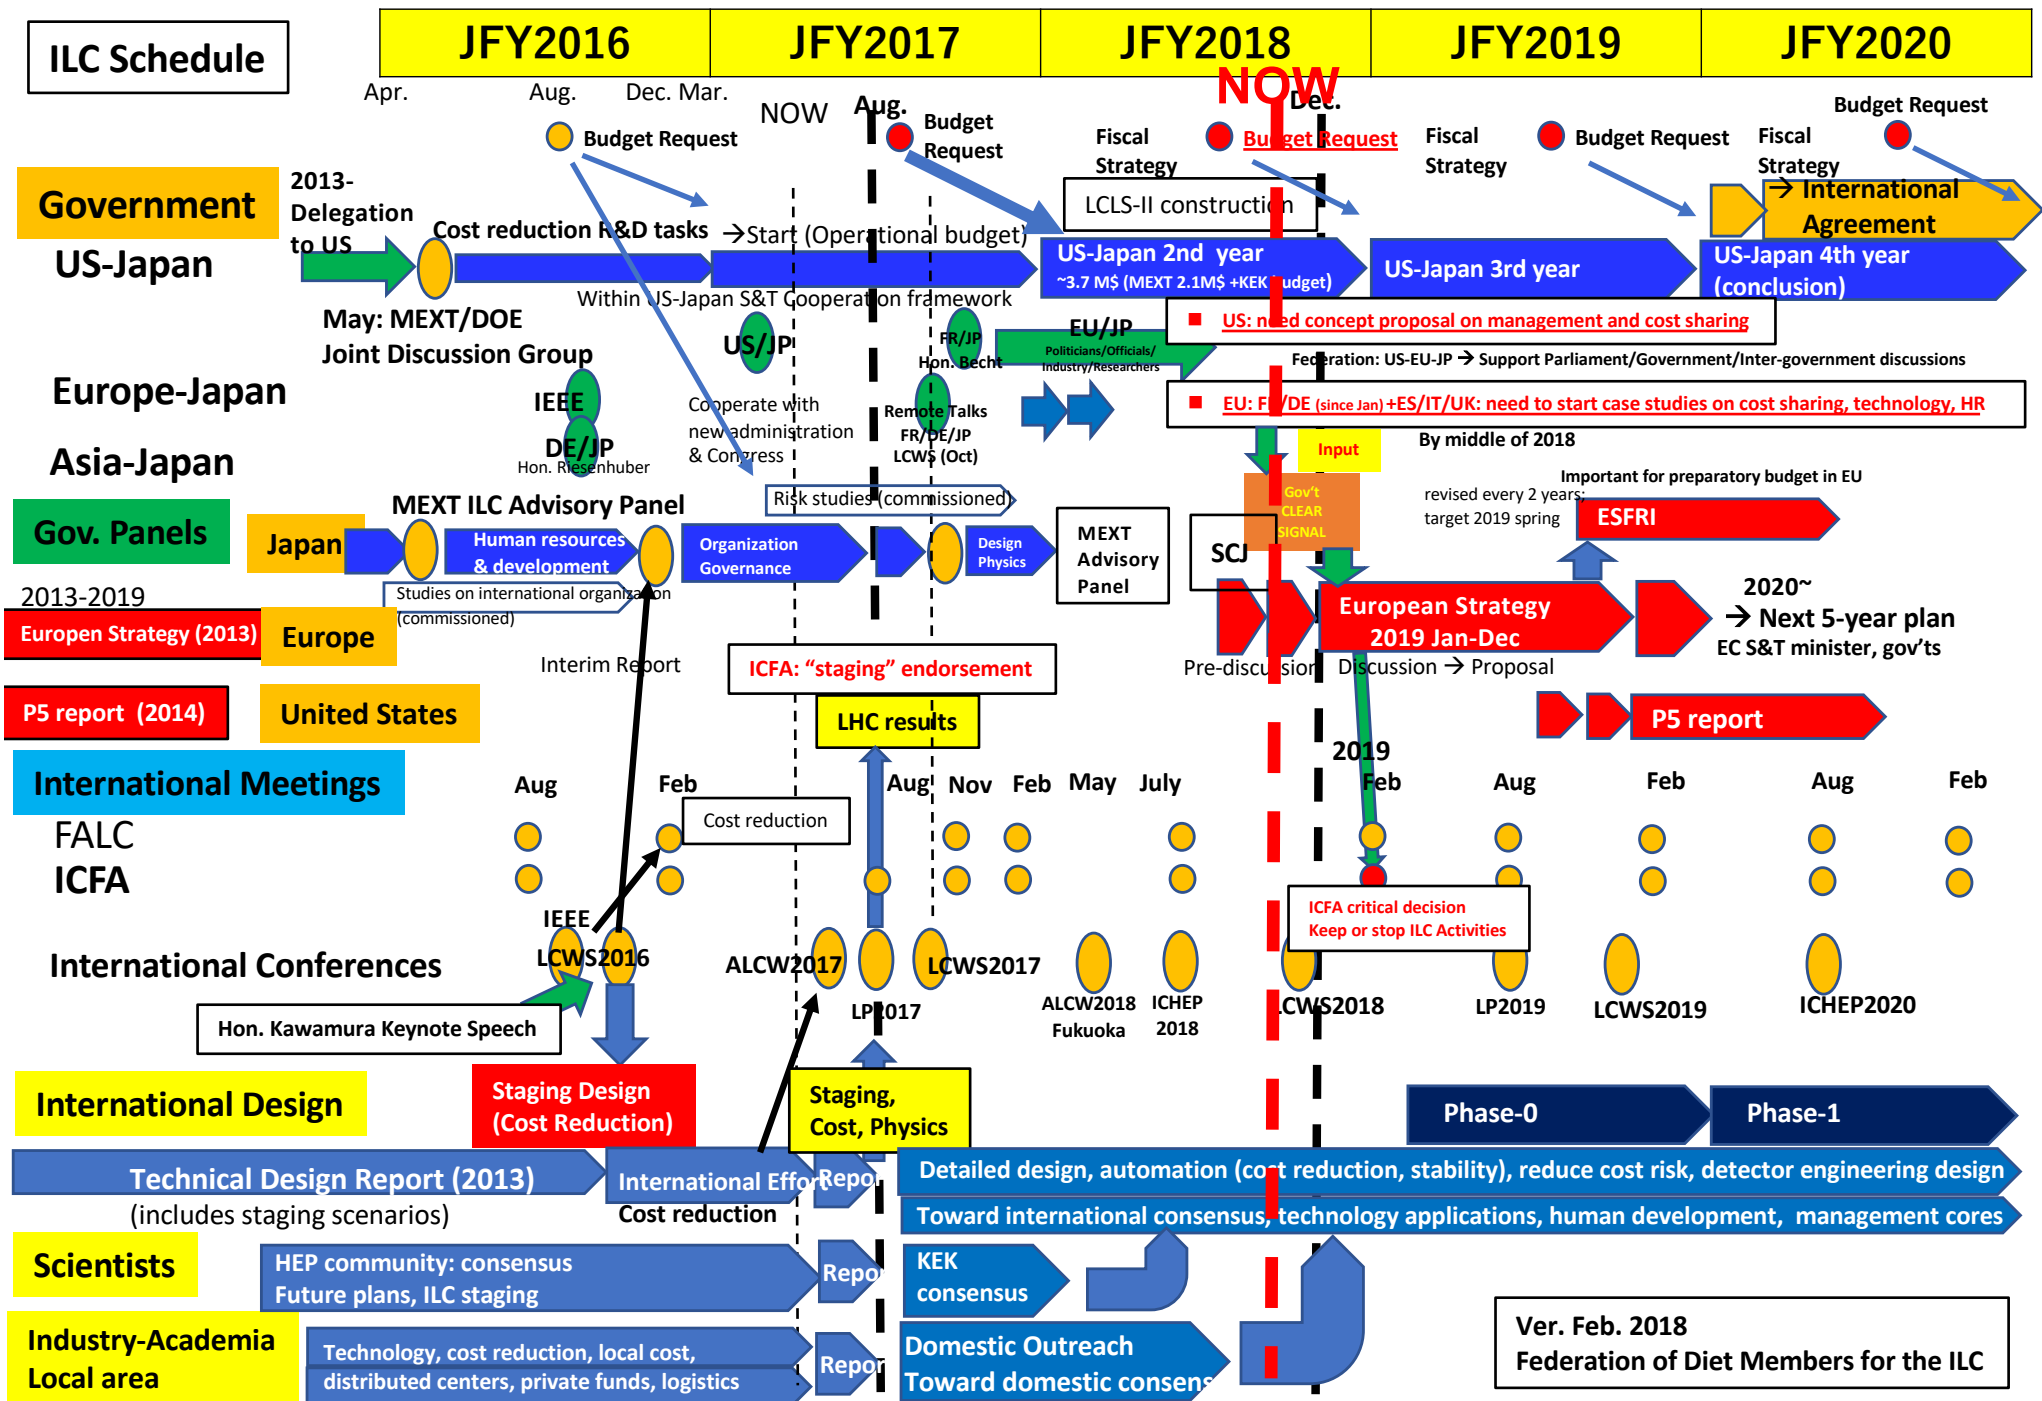 ILC Schedule
JFY2016
JFY2017
JFY2018
JFY2019
JFY2020
Apr.
Aug.
Dec. Mar.
NOW
Aug.
NOW
Dec.
Budget Request
Budget
Request
Fiscal
Strategy
Budget Request
Fiscal
Strategy
Budget Request
Fiscal
Strategy
Budget Request
Government
US-Japan
2013-
Delegation
to US
Cost reduction R&D tasks
→Start (Operational budget)
LCLS-II construction
→ International
Agreement
US-Japan 2nd year
~3.7 M$ (MEXT 2.1M$ +KEK Budget)
US-Japan 3rd year
US-Japan 4th year
(conclusion)
Within US-Japan S&T Cooperation framework
May: MEXT/DOE
Joint Discussion Group
US/JP
FR/JP
Hon. Becht
EU/JP
Politicians/Officials/
Industry/Researchers
US: need concept proposal on management and cost sharing
Federation: US-EU-JP → Support Parliament/Government/Inter-government discussions
Europe-Japan
IEEE
DE/JP
Hon. Riesenhuber
Cooperate with
new administration
& Congress
Remote Talks
FR/DE/JP
LCWS (Oct)
EU: FR/DE (since Jan) +ES/IT/UK: need to start case studies on cost sharing, technology, HR
By middle of 2018
Asia-Japan
Input
Important for preparatory budget in EU
Gov. Panels
Japan
MEXT ILC Advisory Panel
Risk studies (commissioned)
Human resources
& development
Organization
Governance
Design
Physics
MEXT
Advisory
Panel
SCJ
Gov't
CLEAR
SIGNAL
revised every 2 years;
target 2019 spring
ESFRI
Studies on international organization
(commissioned)
2013-2019
Europen Strategy (2013)
Europe
Interim Report
ICFA: “staging” endorsement
European Strategy
2019 Jan-Dec
Pre-discussion
Discussion → Proposal
2020~
→ Next 5-year plan
EC S&T minister, gov’ts
P5 report (2014)
United States
LHC results
P5 report
International Meetings
2019
Aug
Feb
Aug
Nov
Feb
May
July
Feb
Aug
Feb
Aug
Feb
FALC
Cost reduction
ICFA
ICFA critical decision
Keep or stop ILC Activities
International Conferences
IEEE
LCWS2016
ALCW2017
LP2017
LCWS2017
ALCW2018
Fukuoka
ICHEP
2018
LCWS2018
LP2019
LCWS2019
ICHEP2020
Hon. Kawamura Keynote Speech
International Design
Staging Design
(Cost Reduction)
Staging,
Cost, Physics
Phase-0
Phase-1
Technical Design Report (2013)
(includes staging scenarios)
International Effort
Cost reduction
Repor
Detailed design, automation (cost reduction, stability), reduce cost risk, detector engineering design
Toward international consensus, technology applications, human development, management cores
Scientists
HEP community: consensus
Future plans, ILC staging
Repor
KEK
consensus
Industry-Academia
Local area
Technology, cost reduction, local cost,
distributed centers, private funds, logistics
Repor
Domestic Outreach
Toward domestic consens
Ver. Feb. 2018
Federation of Diet Members for the ILC